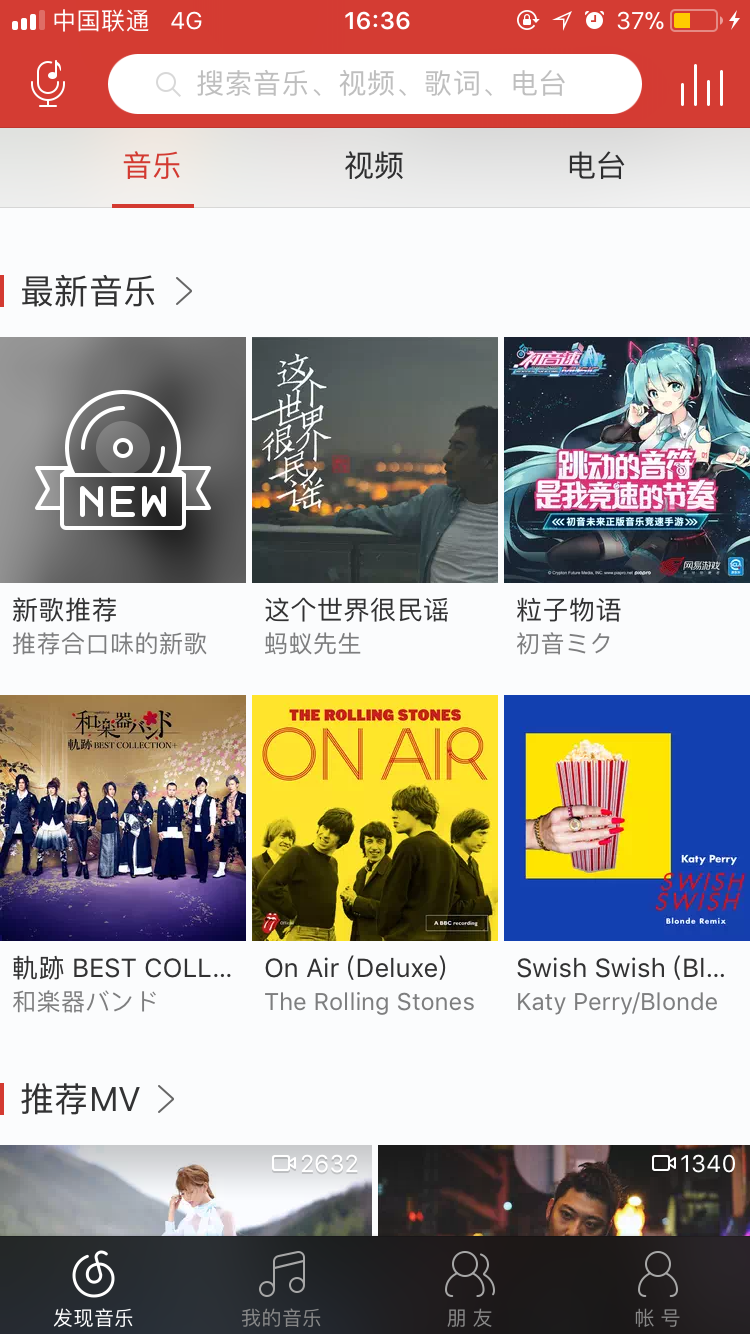 中国联通 4G 16:36 37%
搜索音乐、视频、歌词、电台
音乐 视频 电台
最新音乐
NEW
这个世界很民谣
初音速
跳动的音符
是我竞速的节奏
初音未来正版音乐竞速手游
网易游戏
新歌推荐 这个世界很民谣 粒子物语
推荐合口味的新歌 蚂蚁先生 初音ミク
和楽器バンド
軌跡 BEST COLLECTION+
THE ROLLING STONES
ON AIR
A BBC recording
Katy Perry
SWISH
SWISH
Blonde Remix
軌跡 BEST COLL... On Air (Deluxe) Swish Swish (Bl...
和楽器バンド The Rolling Stones Katy Perry/Blonde
推荐MV
2632 1340
发现音乐 我的音乐 朋友 帐号